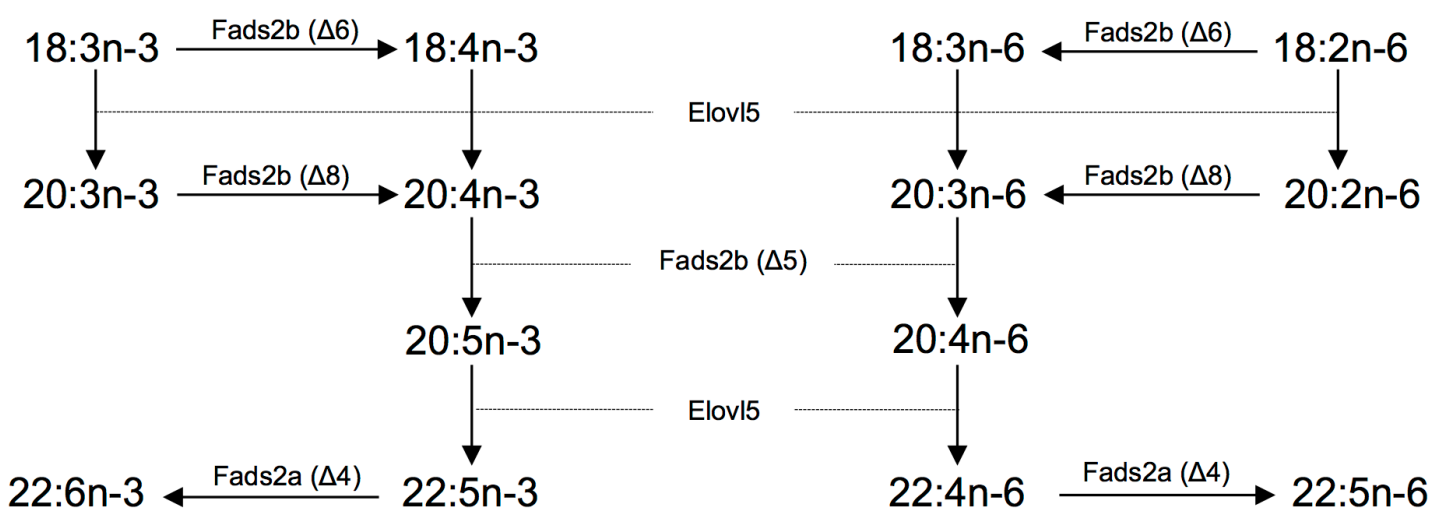 18:3n-3 Fads2b (Δ6) 18:4n-3 18:3n-6 Fads2b (Δ6) 18:2n-6
Elovl5
20:3n-3 Fads2b (Δ8) 20:4n-3 20:3n-6 Fads2b (Δ8) 20:2n-6
Fads2b (Δ5)
20:5n-3 20:4n-6
Elovl5
22:6n-3 Fads2a (Δ4) 22:5n-3 22:4n-6 Fads2a (Δ4) 22:5n-6